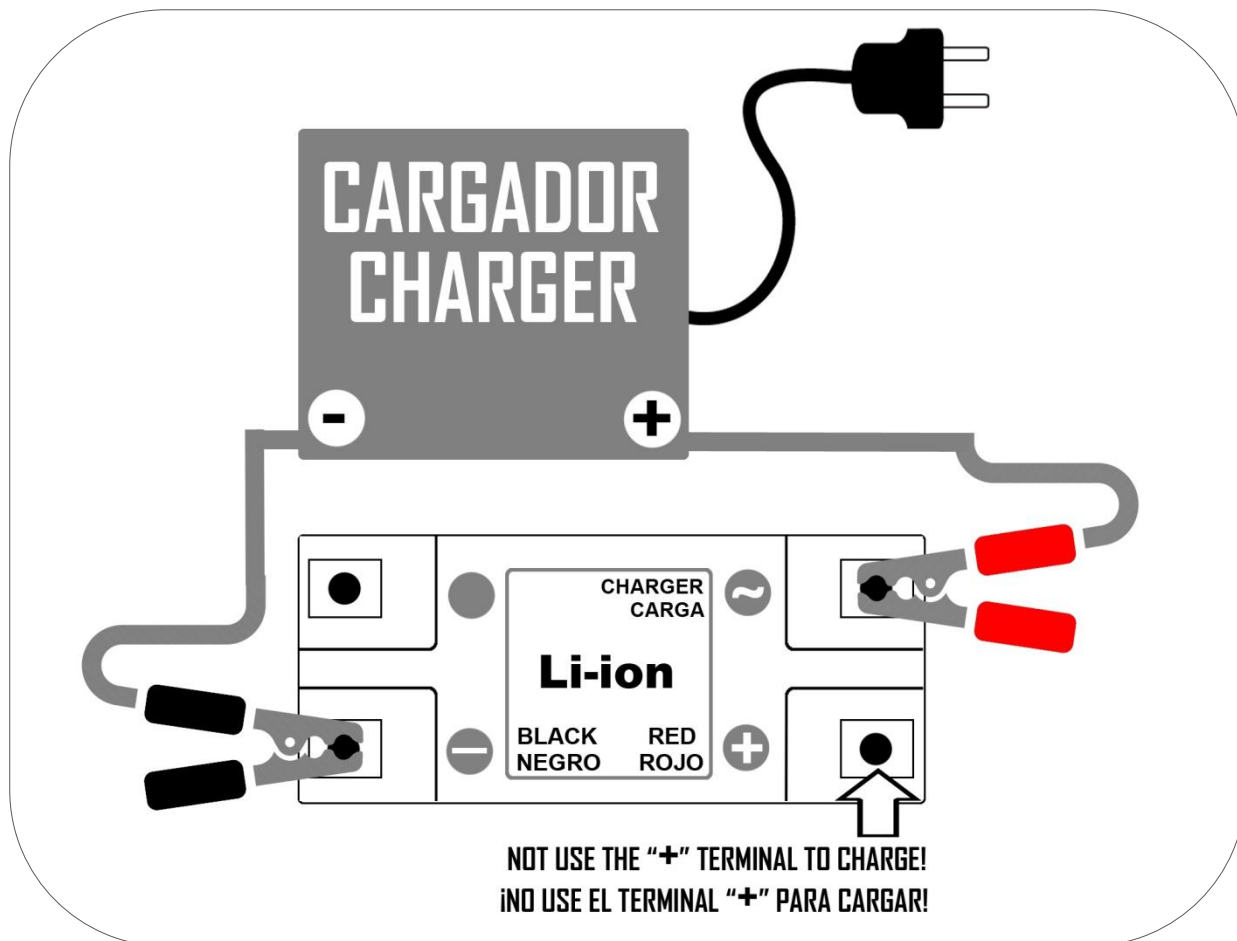 CARGADOR
CHARGER
- +
CHARGER ~
CARGA
Li-ion
BLACK RED
− NEGRO ROJO +
NOT USE THE “+” TERMINAL TO CHARGE!
¡NO USE EL TERMINAL “+” PARA CARGAR!